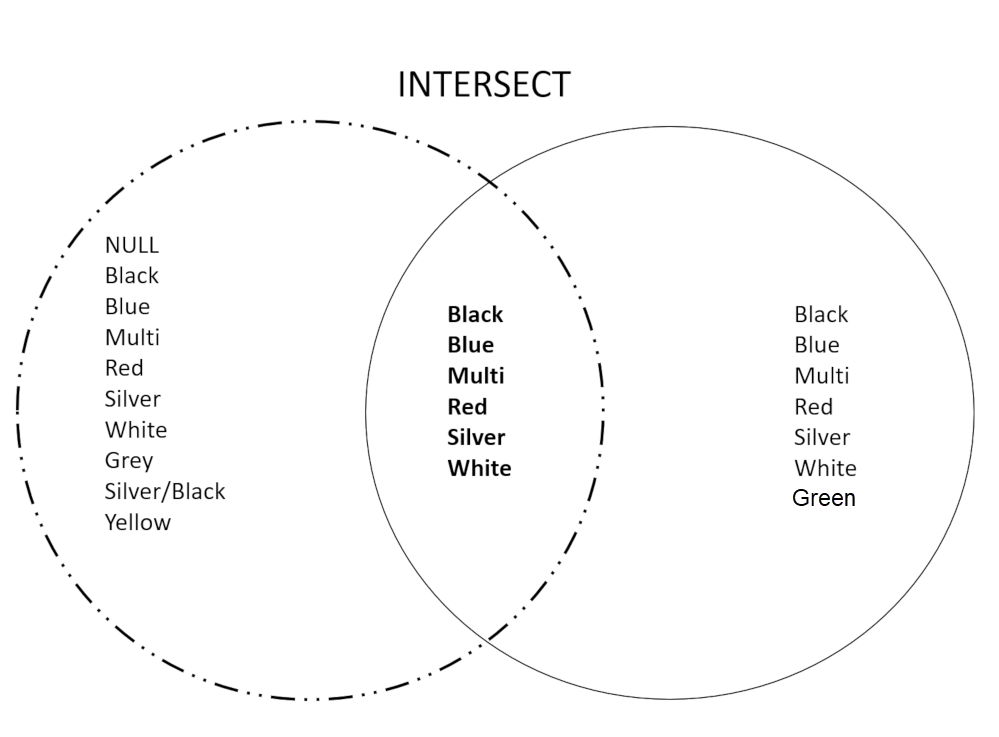 INTERSECT
NULL
Black
Blue
Multi
Red
Silver
White
Grey
Silver/Black
Yellow
Black
Blue
Multi
Red
Silver
White
Black
Blue
Multi
Red
Silver
White
Green